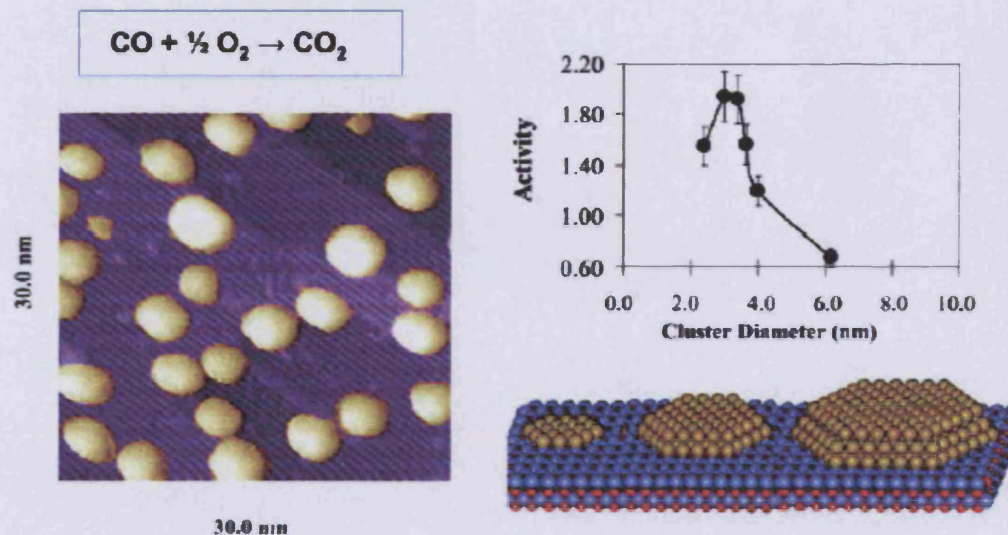 CO + ½ O₂ → CO₂
30.0 nm
30.0 nm
Activity
2.20
1.80
1.40
1.00
0.60
0.0 2.0 4.0 6.0 8.0 10.0
Cluster Diameter (nm)